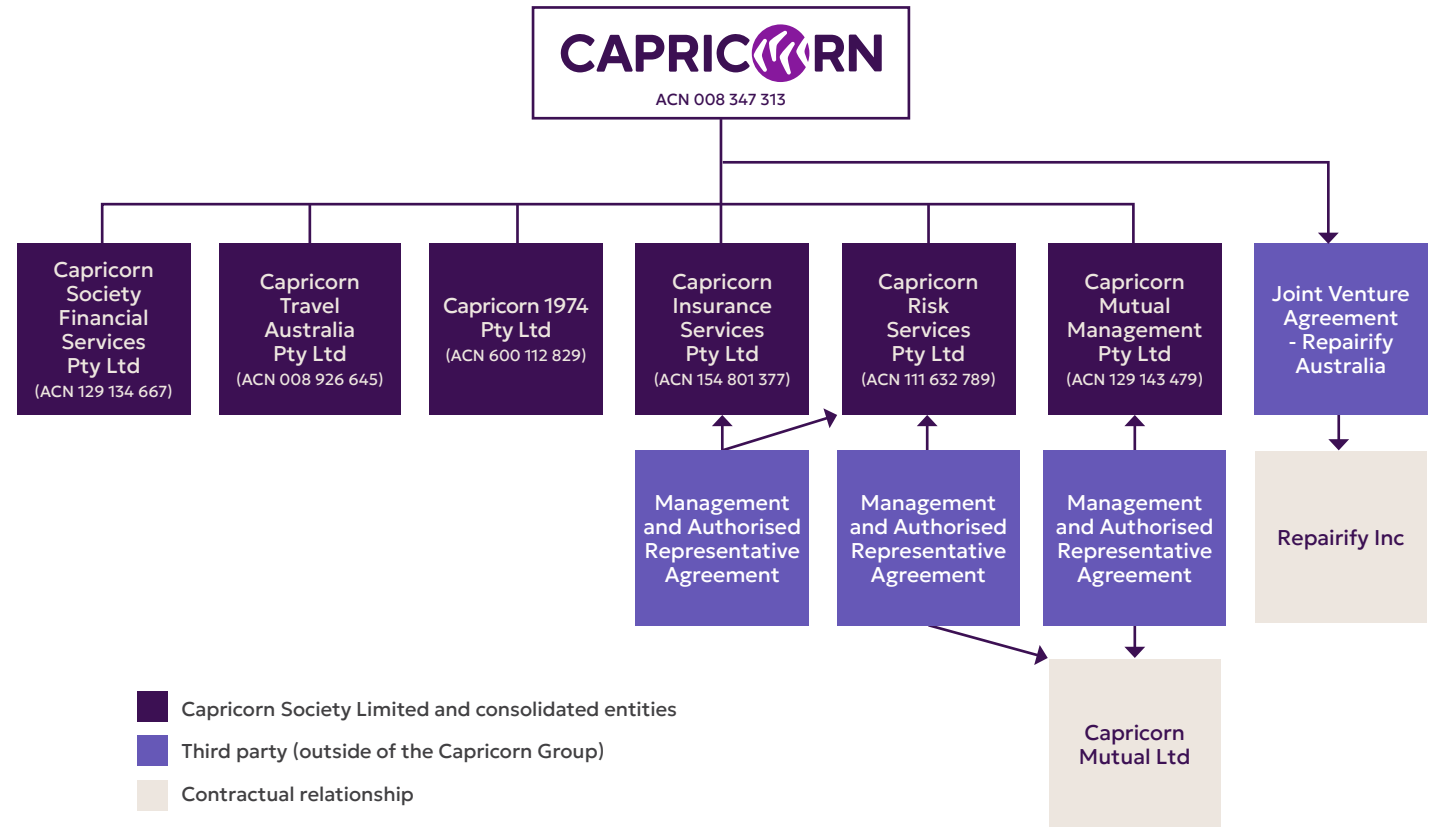 CAPRICORN
ACN 008 347 313
Capricorn
Society
Financial
Services
Pty Ltd
(ACN 129 134 667)
Capricorn
Travel
Australia
Pty Ltd
(ACN 008 926 645)
Capricorn 1974
Pty Ltd
(ACN 600 112 829)
Capricorn
Insurance
Services
Pty Ltd
(ACN 154 801 377)
Capricorn
Risk
Services
Pty Ltd
(ACN 111 632 789)
Capricorn
Mutual
Management
Pty Ltd
(ACN 129 143 479)
Joint Venture
Agreement
- Repairify
Australia
Management
and Authorised
Representative
Agreement
Management
and Authorised
Representative
Agreement
Management
and Authorised
Representative
Agreement
Repairify Inc
Capricorn
Mutual Ltd
Capricorn Society Limited and consolidated entities
Third party (outside of the Capricorn Group)
Contractual relationship